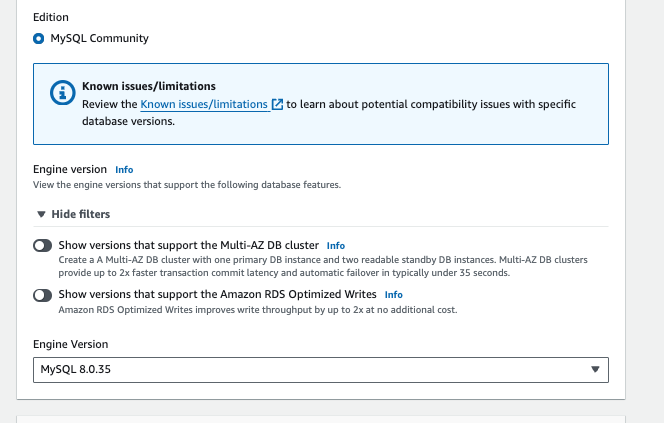 Edition
MySQL Community
Known issues/limitations
Review the Known issues/limitations to learn about potential compatibility issues with specific
database versions.
Engine version Info
View the engine versions that support the following database features.
Hide filters
Show versions that support the Multi-AZ DB cluster Info
Create a A Multi-AZ DB cluster with one primary DB instance and two readable standby DB instances. Multi-AZ DB clusters
provide up to 2x faster transaction commit latency and automatic failover in typically under 35 seconds.
Show versions that support the Amazon RDS Optimized Writes Info
Amazon RDS Optimized Writes improves write throughput by up to 2x at no additional cost.
Engine Version
MySQL 8.0.35